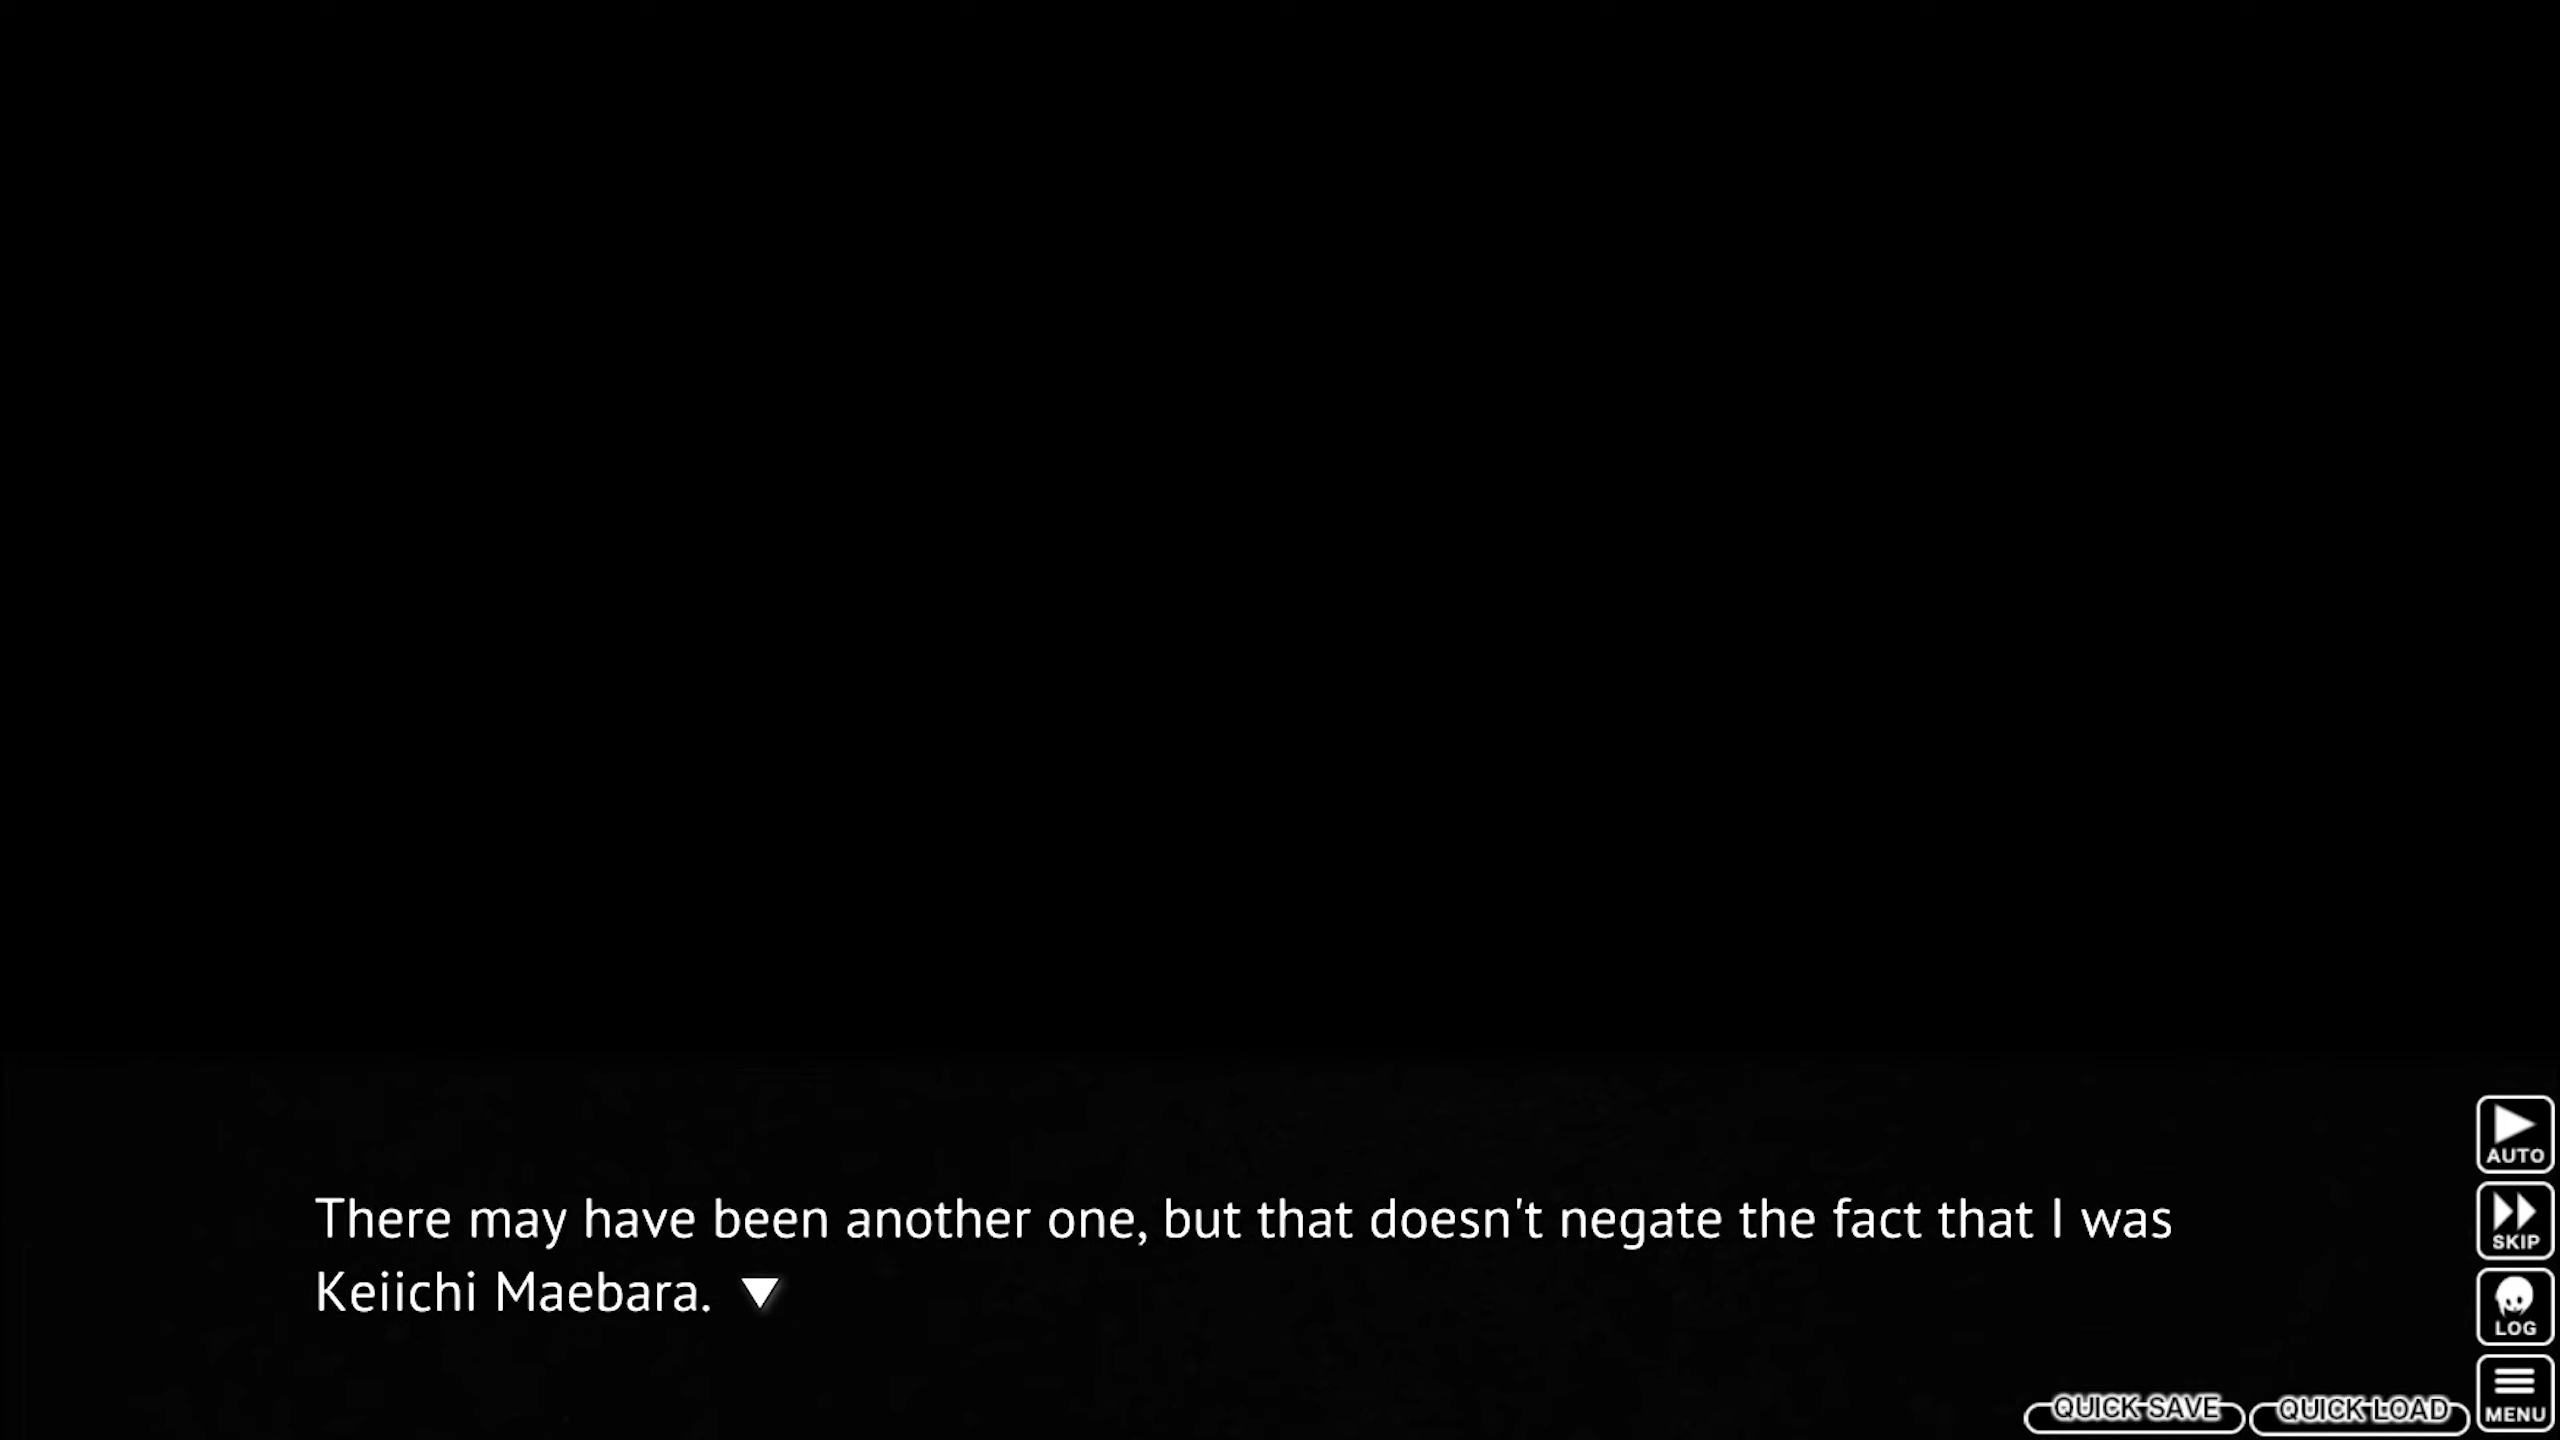 There may have been another one, but that doesn't negate the fact that I was
Keiichi Maebara.
AUTO
SKIP
LOG
MENU
QUICK SAVE
QUICK LOAD